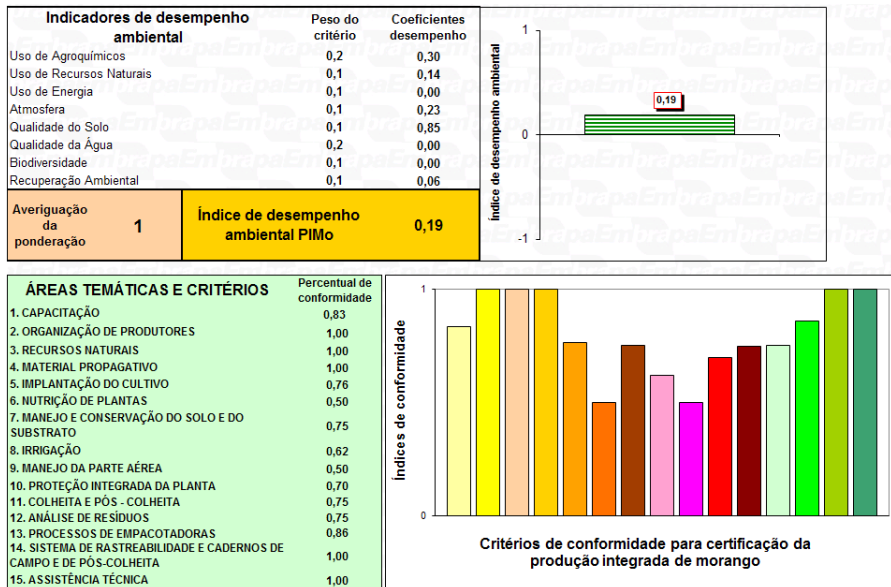 Indicadores de desempenho
ambiental
Peso do
critério
Coeficientes
desempenho
Uso de Agroquímicos 0,2 0,30
Uso de Recursos Naturais 0,1 0,14
Uso de Energia 0,1 0,00
Atmosfera 0,1 0,23
Qualidade do Solo 0,1 0,85
Qualidade da Água 0,2 0,00
Biodiversidade 0,1 0,00
Recuperação Ambiental 0,1 0,06
Averiguação
da
ponderação
1
Índice de desempenho
ambiental PIMo
0,19
Índice de desempenho ambiental
1
0
-1
0,19
ÁREAS TEMÁTICAS E CRITÉRIOS
Percentual de
conformidade
1. CAPACITAÇÃO 0,83
2. ORGANIZAÇÃO DE PRODUTORES 1,00
3. RECURSOS NATURAIS 1,00
4. MATERIAL PROPAGATIVO 1,00
5. IMPLANTAÇÃO DO CULTIVO 0,76
6. NUTRIÇÃO DE PLANTAS 0,50
7. MANEJO E CONSERVAÇÃO DO SOLO E DO
SUBSTRATO 0,75
8. IRRIGAÇÃO 0,62
9. MANEJO DA PARTE AÉREA 0,50
10. PROTEÇÃO INTEGRADA DA PLANTA 0,70
11. COLHEITA E PÓS - COLHEITA 0,75
12. ANÁLISE DE RESÍDUOS 0,75
13. PROCESSOS DE EMPACOTADORAS 0,86
14. SISTEMA DE RASTREABILIDADE E CADERNOS DE
CAMPO E DE PÓS-COLHEITA 1,00
15. ASSISTÊNCIA TÉCNICA 1,00
Índices de conformidade
1
0
Critérios de conformidade para certificação da
produção integrada de morango